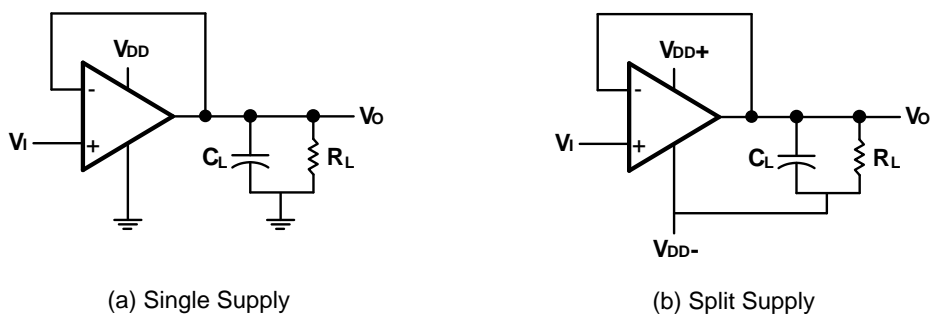 VDD
-
VI
+
VO
CL
RL
(a) Single Supply
VDD+
-
VI
+
VO
CL
RL
VDD-
(b) Split Supply